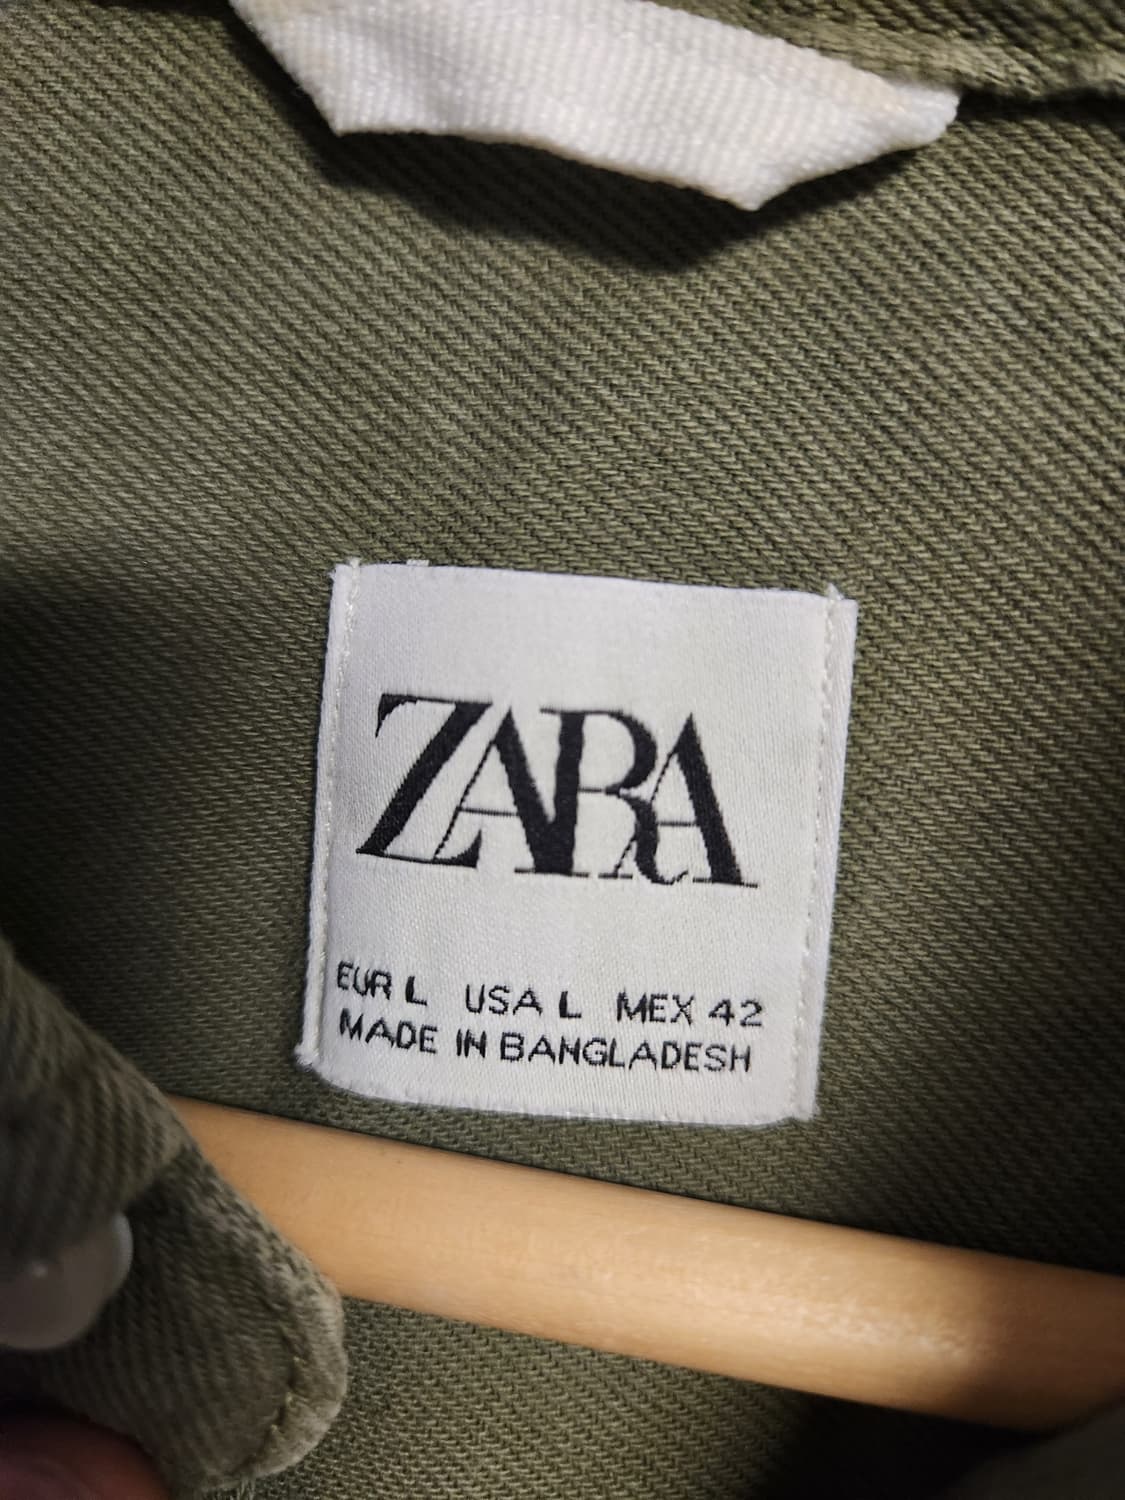 ZARA
EUR L USA L MEX 42
MADE IN BANGLADESH